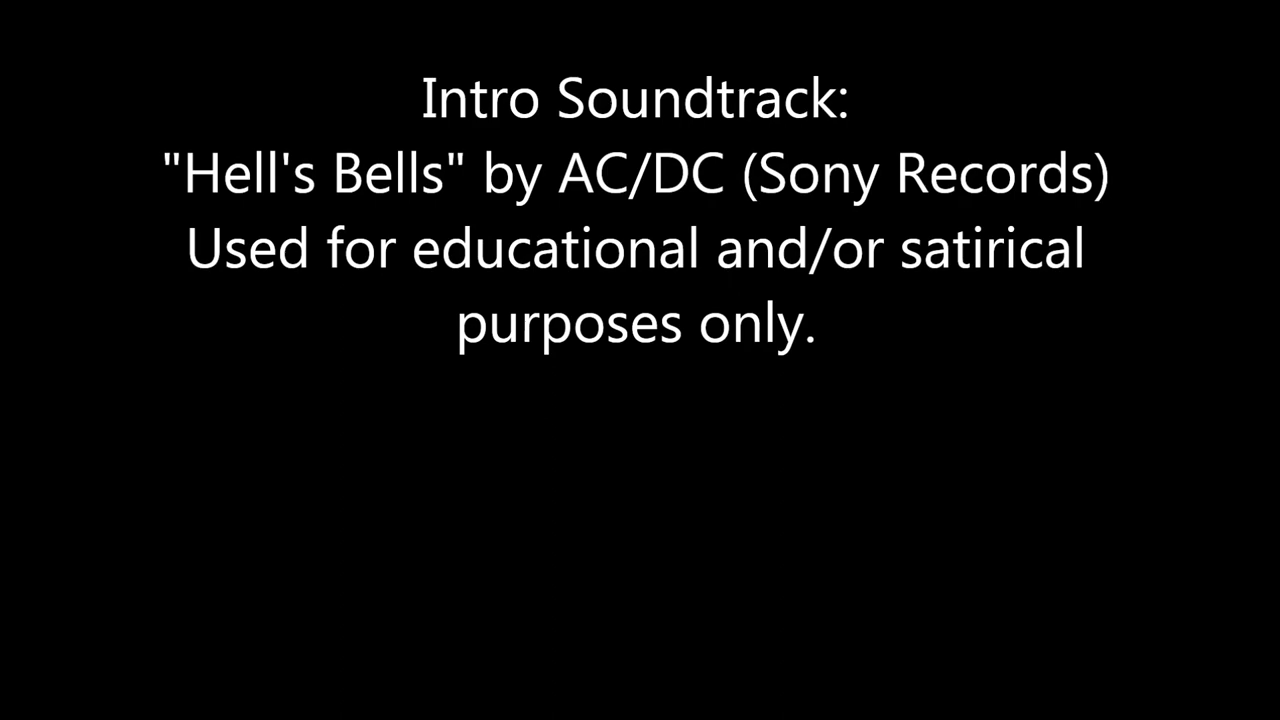 Intro Soundtrack:
"Hell's Bells" by AC/DC (Sony Records)
Used for educational and/or satirical
purposes only.